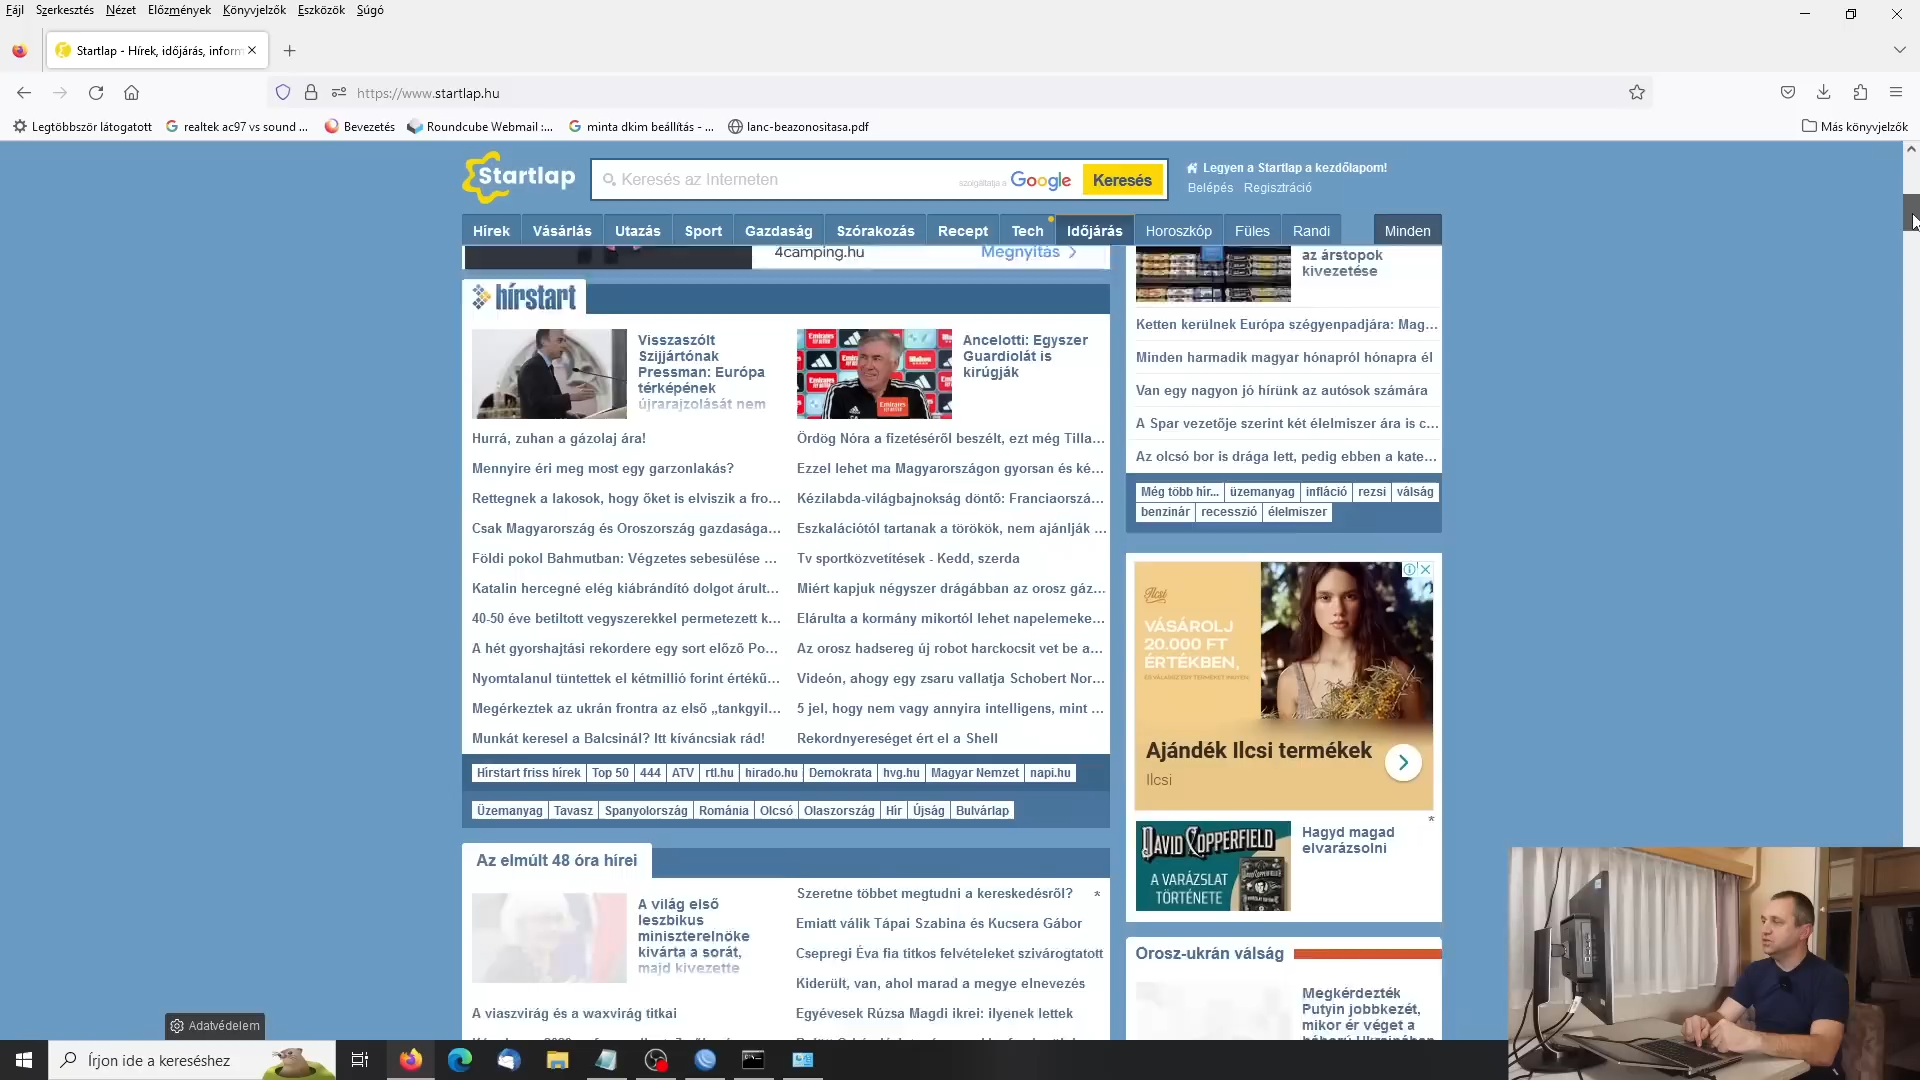 Fájl Szerkesztés Nézet Előzmények Könyvjelzők Eszközök Súgó
Startlap - Hírek, időjárás, inform
https://www.startlap.hu
Legtöbbször látogatott realtek ac97 vs sound ... Bevezetés Roundcube Webmail :... minta dkim beállítás - ... lanc-beazonositasa.pdf Más könyvjelzők
Startlap Keresés az Interneten szolgáltatja a Google Keresés
Legyen a Startlap a kezdőlapom!
Belépés Regisztráció
Hírek Vásárlás Utazás Sport Gazdaság Szórakozás Recept Tech Időjárás Horoszkóp Füles Randi Minden
4camping.hu Megnyitás
hírstart
Visszaszólt
Szijjártónak
Pressman: Európa
térképének
újrarajzolását nem
Hurrá, zuhan a gázolaj ára!
Mennyire éri meg most egy garzonlakás?
Rettegnek a lakosok, hogy őket is elviszik a fro...
Csak Magyarország és Oroszország gazdasága...
Földi pokol Bahmutban: Végzetes sebesülése ...
Katalin hercegné elég kiábrándító dolgot árult...
40-50 éve betiltott vegyszerekkel permetezett k...
A hét gyorshajtási rekordere egy sort előző Po...
Nyomtalanul tüntettek el kétmillió forint értékű...
Megérkeztek az ukrán frontra az első „tankgyil...
Munkát keresel a Balcsinál? Itt kíváncsiak rád!
Ancelotti: Egyszer
Guardiolát is
kirúgják
Ördög Nóra a fizetéséről beszélt, ezt még Tilla...
Ezzel lehet ma Magyarországon gyorsan és ké...
Kézilabda-világbajnokság döntő: Franciaorszá...
Eszkalációtól tartanak a törökök, nem ajánlják ...
Tv sportközvetítések - Kedd, szerda
Miért kapjuk négyszer drágábban az orosz gáz...
Elárulta a kormány mikortól lehet napelemeke...
Az orosz hadsereg új robot harckocsit vet be a...
Videón, ahogy egy zsaru vallatja Schobert Nor...
5 jel, hogy nem vagy annyira intelligens, mint ...
Rekordnyereséget ért el a Shell
Hírstart friss hírek Top 50 444 ATV rtl.hu hirado.hu Demokrata hvg.hu Magyar Nemzet napi.hu
Üzemanyag Tavasz Spanyolország Románia Olcsó Olaszország Hír Újság Bulvárlap
Az elmúlt 48 óra hírei
A világ első
leszbikus
miniszterelnöke
kivárta a sorát,
majd kivezette
A viaszvirág és a waxvirág titkai
Szeretne többet megtudni a kereskedésről? *
Emiatt válik Tápai Szabina és Kucsera Gábor
Csepregi Éva fia titkos felvételeket szivárogtatott
Kiderült, van, ahol marad a megye elnevezés
Egyévesek Rúzsa Magdi ikrei: ilyenek lettek
az árstopok
kivezetése
Ketten kerülnek Európa szégyenpadjára: Mag...
Minden harmadik magyar hónapról hónapra él
Van egy nagyon jó hírünk az autósok számára
A Spar vezetője szerint két élelmiszer ára is c...
Az olcsó bor is drága lett, pedig ebben a kate...
Még több hír... üzemanyag infláció rezsi válság
benzinár recesszió élelmiszer
Ilcsi
VÁSÁROLJ
20.000 FT
ÉRTÉKBEN,
Ajándék Ilcsi termékek
Ilcsi
*
DAVID COPPERFIELD
A VARÁZSLAT
TÖRTÉNETE
Hagyd magad
elvarázsolni
Orosz-ukrán válság
Megkérdezték
Putyin jobbkezét,
mikor ér véget a
háború Ukrajnában
Adatvédelem
Írjon ide a kereséshez